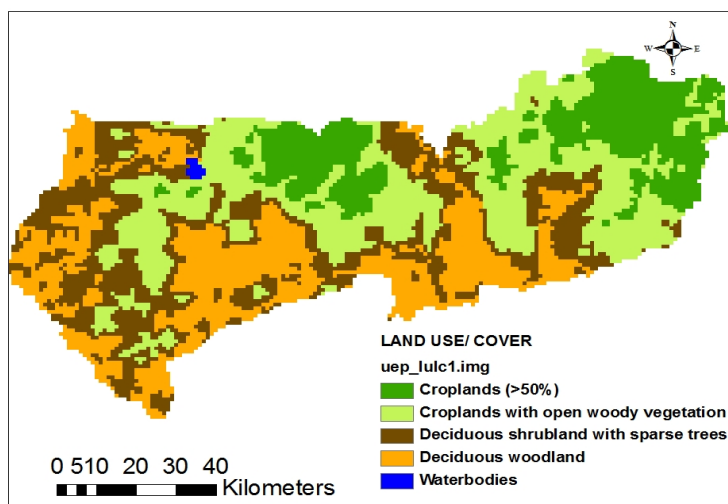 N
W E
S
LAND USE/ COVER
uep_lulc1.img
Croplands (>50%)
Croplands with open woody vegetation
Deciduous shrubland with sparse trees
Deciduous woodland
Waterbodies
0 510 20 30 40
Kilometers